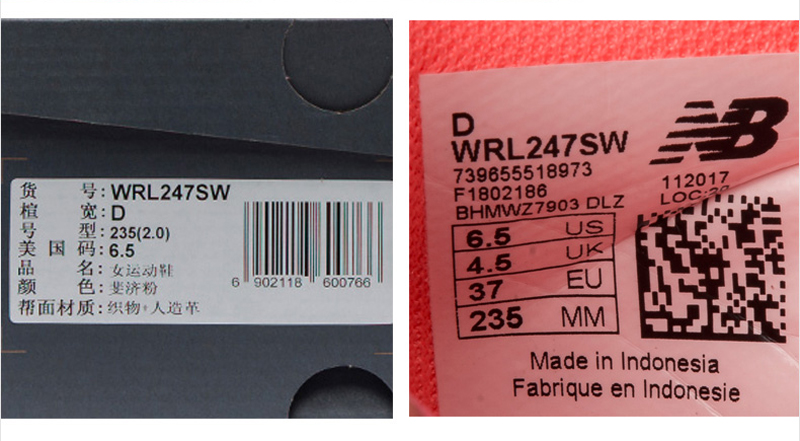 货 号: WRL247SW
楦 宽: D
号 型: 235(2.0)
美 国 码: 6.5
品 名: 女运动鞋
颜 色: 斐济粉
帮面材质: 织物+人造革
6 902118 600766
D
WRL247SW
739655518973
F1802186
BHMWZ7903 DLZ
NB
112017
LOC:
6.5 US
4.5 UK
37 EU
235 MM
Made in Indonesia
Fabrique en Indonesie